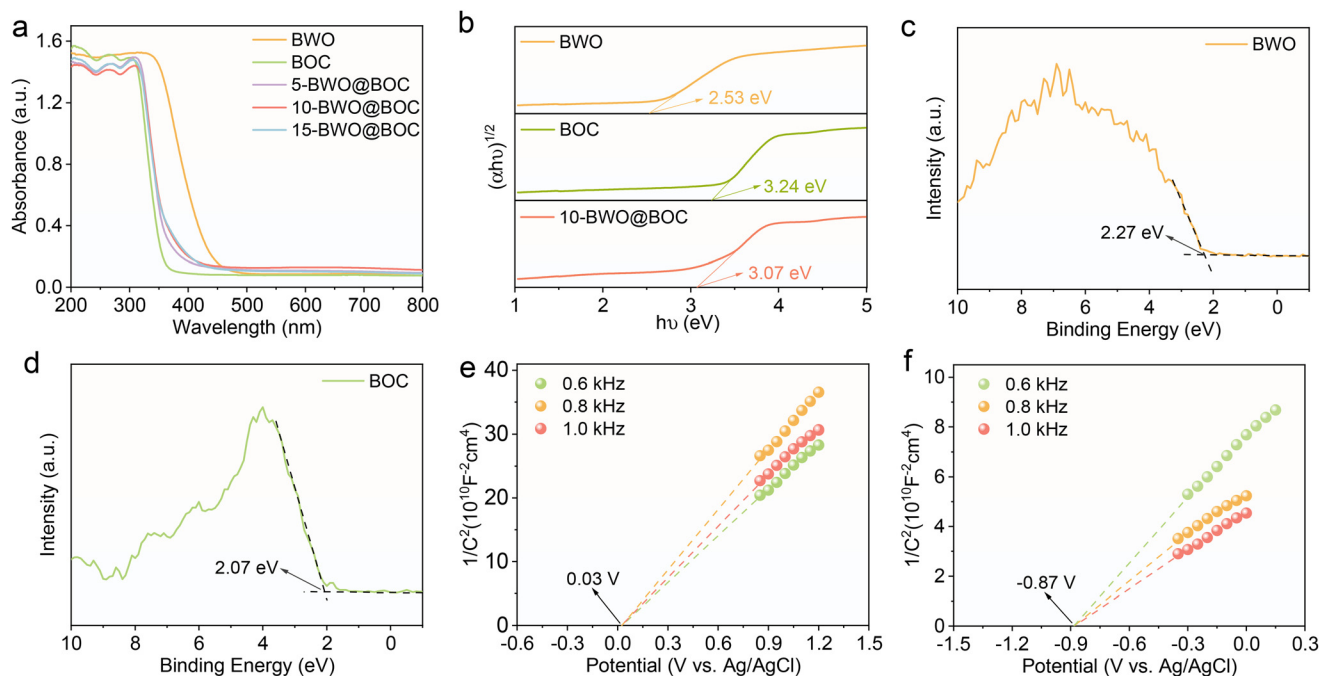 a
1.6
1.2
0.8
0.4
0.0
Absorbance (a.u.)
BWO
BOC
5-BWO@BOC
10-BWO@BOC
15-BWO@BOC
200 300 400 500 600 700 800
Wavelength (nm)
b
(αhυ)1/2
BWO
2.53 eV
BOC
3.24 eV
10-BWO@BOC
3.07 eV
1 2 3 4 5
hυ (eV)
c
Intensity (a.u.)
BWO
2.27 eV
10 8 6 4 2 0
Binding Energy (eV)
d
Intensity (a.u.)
BOC
2.07 eV
10 8 6 4 2 0
Binding Energy (eV)
e
1/C2(1010F-2cm4)
40
30
20
10
0
0.6 kHz
0.8 kHz
1.0 kHz
0.03 V
-0.6 -0.3 0.0 0.3 0.6 0.9 1.2 1.5
Potential (V vs. Ag/AgCl)
f
1/C2(1010F-2cm4)
10
8
6
4
2
0
0.6 kHz
0.8 kHz
1.0 kHz
-0.87 V
-1.5 -1.2 -0.9 -0.6 -0.3 0.0 0.3
Potential (V vs. Ag/AgCl)